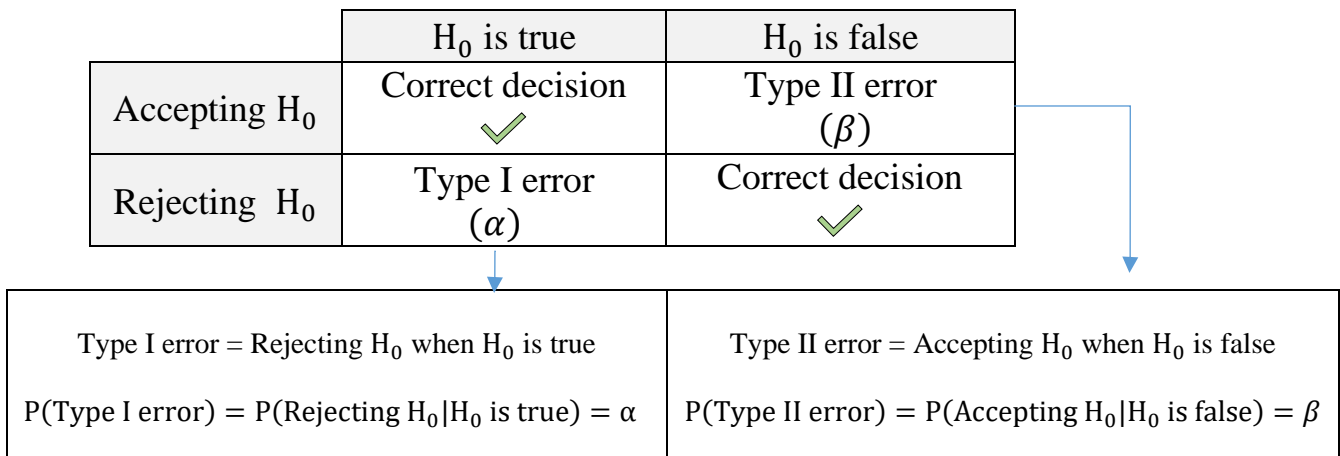 H₀ is true H₀ is false
Accepting H₀ Correct decision Type II error
(β)
Rejecting H₀ Type I error Correct decision
(α)
Type I error = Rejecting H₀ when H₀ is true
P(Type I error) = P(Rejecting H₀|H₀ is true) = α
Type II error = Accepting H₀ when H₀ is false
P(Type II error) = P(Accepting H₀|H₀ is false) = β